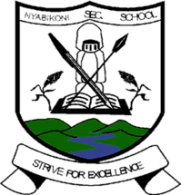 NYABIKONI SEC. SCHOOL
STRIVE FOR EXCELLENCE